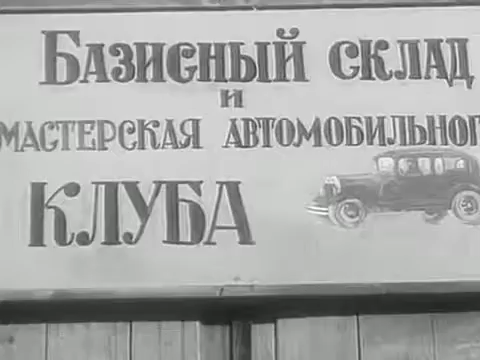 Базисный склад
и
мастерская автомобильног
клуба